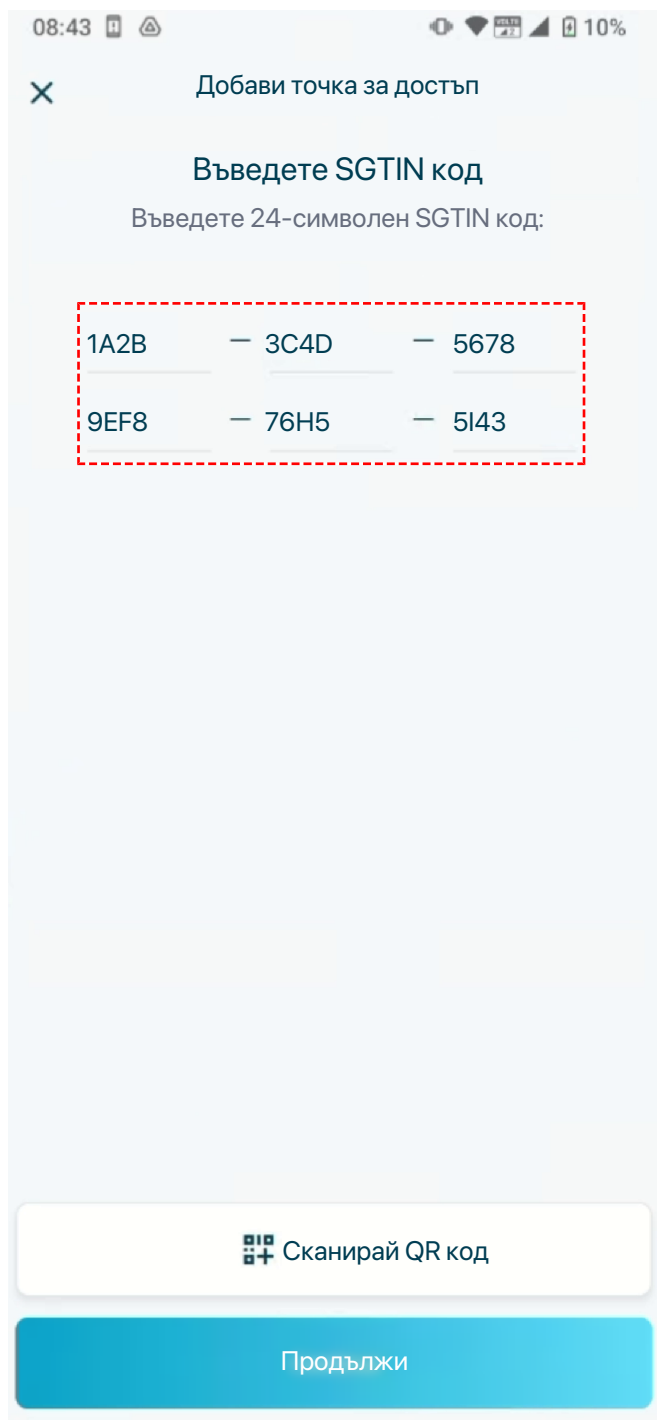 08:43 10%
Добави точка за достъп
Въведете SGTIN код
Въведете 24-символен SGTIN код:
1A2B — 3C4D — 5678
9EF8 — 76H5 — 5I43
Сканирай QR код
Продължи